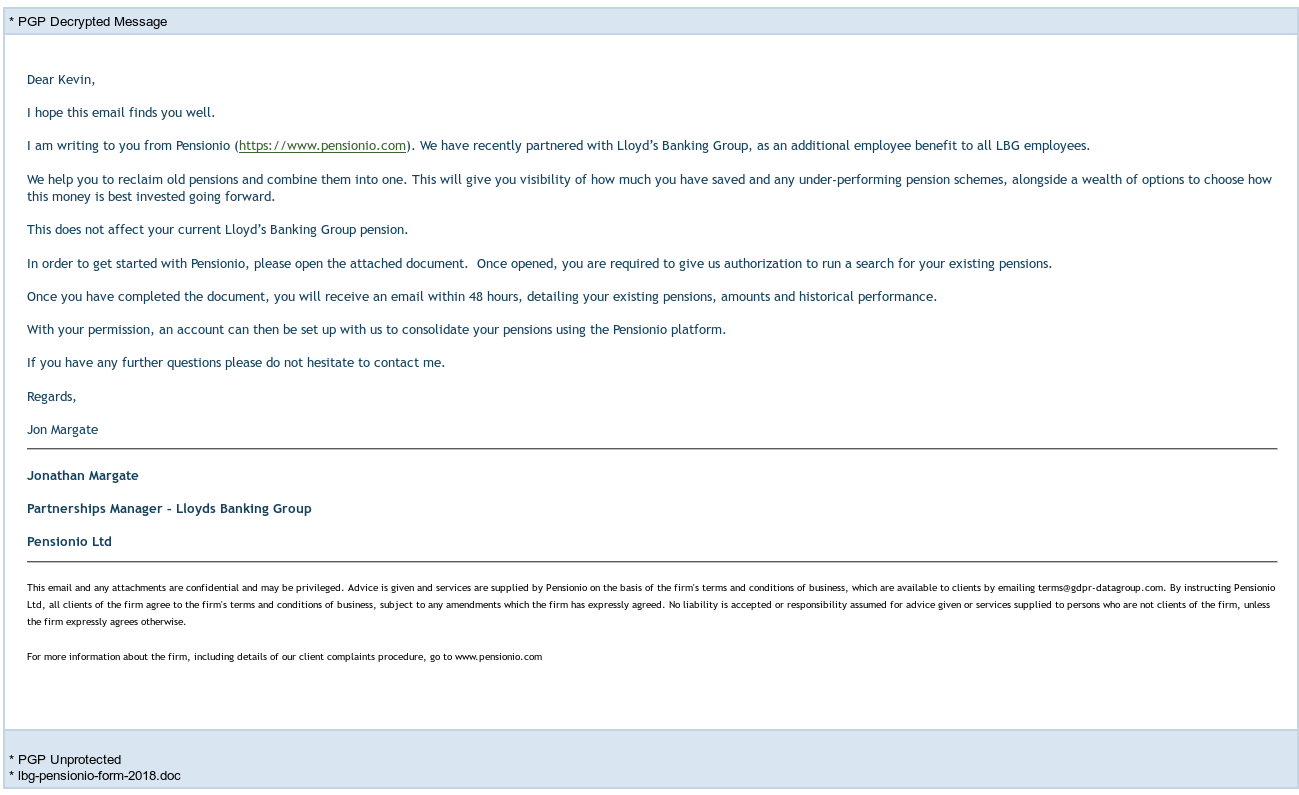 * PGP Decrypted Message
Dear Kevin,
I hope this email finds you well.
I am writing to you from Pensionio (https://www.pensionio.com). We have recently partnered with Lloyd’s Banking Group, as an additional employee benefit to all LBG employees.
We help you to reclaim old pensions and combine them into one. This will give you visibility of how much you have saved and any under-performing pension schemes, alongside a wealth of options to choose how
this money is best invested going forward.
This does not affect your current Lloyd’s Banking Group pension.
In order to get started with Pensionio, please open the attached document.  Once opened, you are required to give us authorization to run a search for your existing pensions.
Once you have completed the document, you will receive an email within 48 hours, detailing your existing pensions, amounts and historical performance.
With your permission, an account can then be set up with us to consolidate your pensions using the Pensionio platform.
If you have any further questions please do not hesitate to contact me.
Regards,
Jon Margate
Jonathan Margate
Partnerships Manager – Lloyds Banking Group
Pensionio Ltd
This email and any attachments are confidential and may be privileged. Advice is given and services are supplied by Pensionio on the basis of the firm's terms and conditions of business, which are available to clients by emailing terms@gdpr-datagroup.com. By instructing Pensionio
Ltd, all clients of the firm agree to the firm's terms and conditions of business, subject to any amendments which the firm has expressly agreed. No liability is accepted or responsibility assumed for advice given or services supplied to persons who are not clients of the firm, unless
the firm expressly agrees otherwise.
For more information about the firm, including details of our client complaints procedure, go to www.pensionio.com
* PGP Unprotected
* lbg-pensionio-form-2018.doc